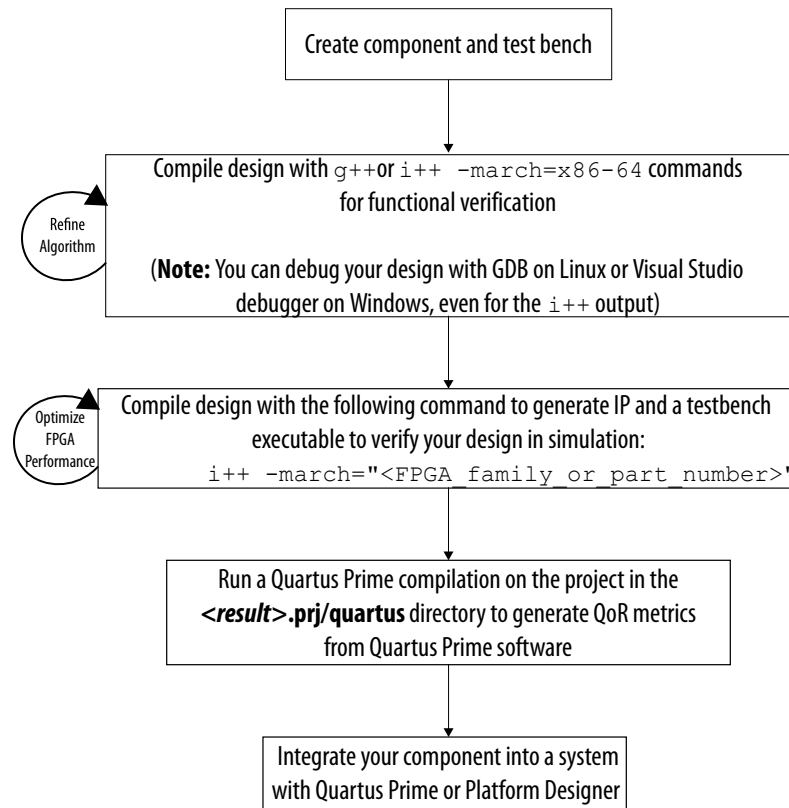 Create component and test bench
Compile design with g++or i++ -march=x86-64 commands
for functional verification
Refine
Algorithm
(Note: You can debug your design with GDB on Linux or Visual Studio
debugger on Windows, even for the i++ output)
Optimize
FPGA
Performance
Compile design with the following command to generate IP and a testbench
executable to verify your design in simulation:
i++ -march="<FPGA_family_or_part_number>"
Run a Quartus Prime compilation on the project in the
<result>.prj/quartus directory to generate QoR metrics
from Quartus Prime software
Integrate your component into a system
with Quartus Prime or Platform Designer